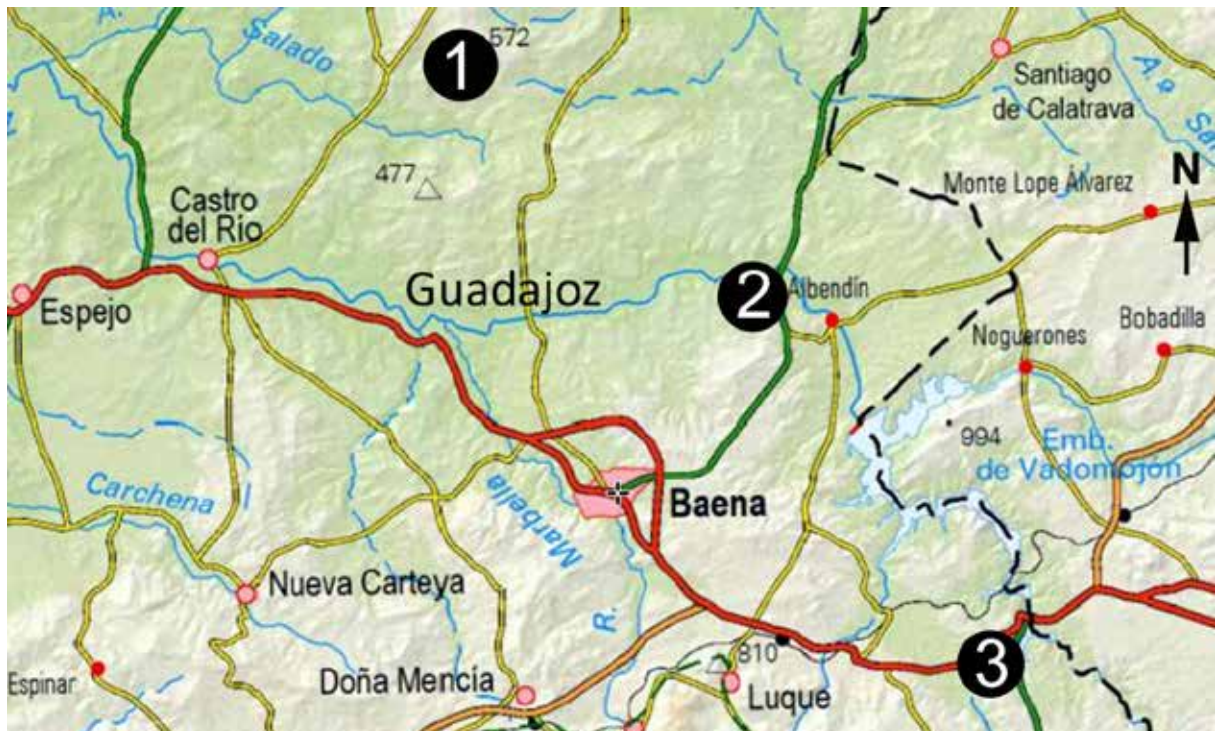 A.
Salado
1
572
Santiago
de Calatrava
A.º
477
Monte Lope Álvarez
N
Castro
del Río
Guadajoz
2
Albendín
Espejo
Noguerones
Bobadilla
994
Emb.
de Vadomojón
Carchena
Marbella
Baena
Nueva Carteya
R.
3
810
Espinar
Doña Mencía
Luque